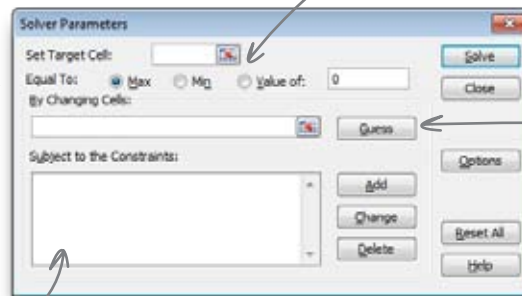 Solver Parameters
Set Target Cell:
Solve
Equal To:
Max
Min
Value of:
0
Close
By Changing Cells:
Guess
Subject to the Constraints:
Options
Add
Change
Reset All
Delete
Help